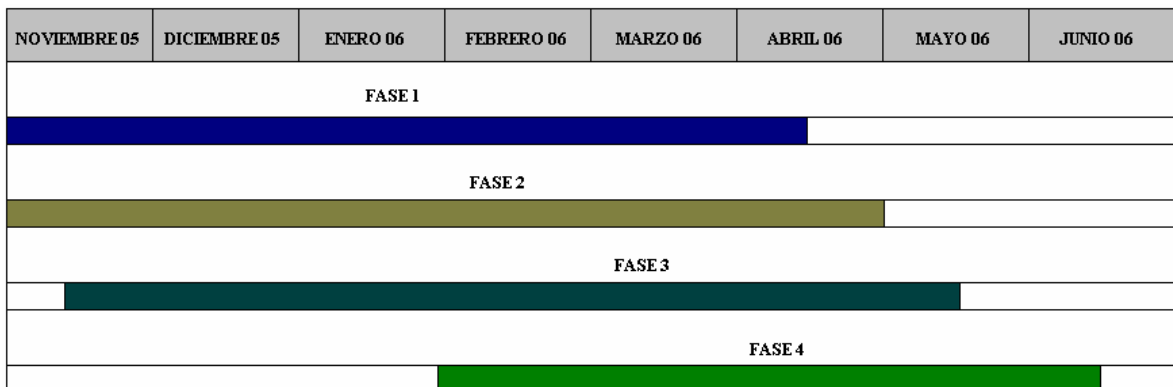 NOVIEMBRE 05 DICIEMBRE 05 ENERO 06 FEBRERO 06 MARZO 06 ABRIL 06 MAYO 06 JUNIO 06
FASE 1
FASE 2
FASE 3
FASE 4